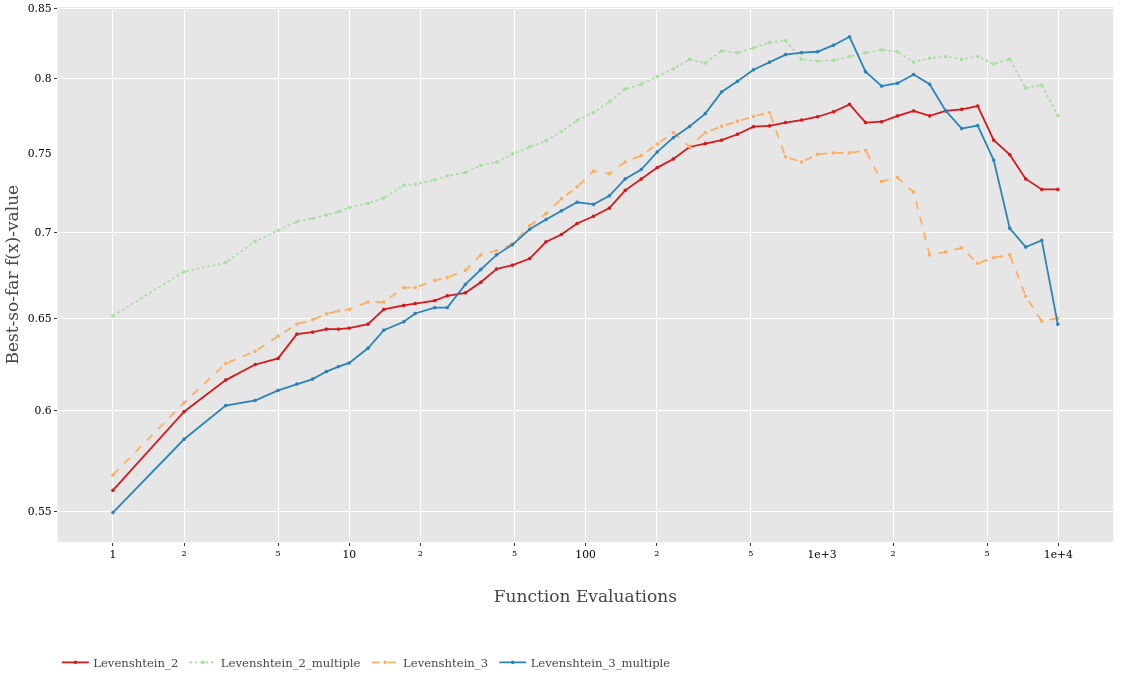 0.85
0.8
0.75
0.7
0.65
0.6
0.55
Best-so-far f(x)-value
1 2 5 10 2 5 100 2 5 1e+3 2 5 1e+4
Function Evaluations
Levenshtein_2 Levenshtein_2_multiple Levenshtein_3 Levenshtein_3_multiple